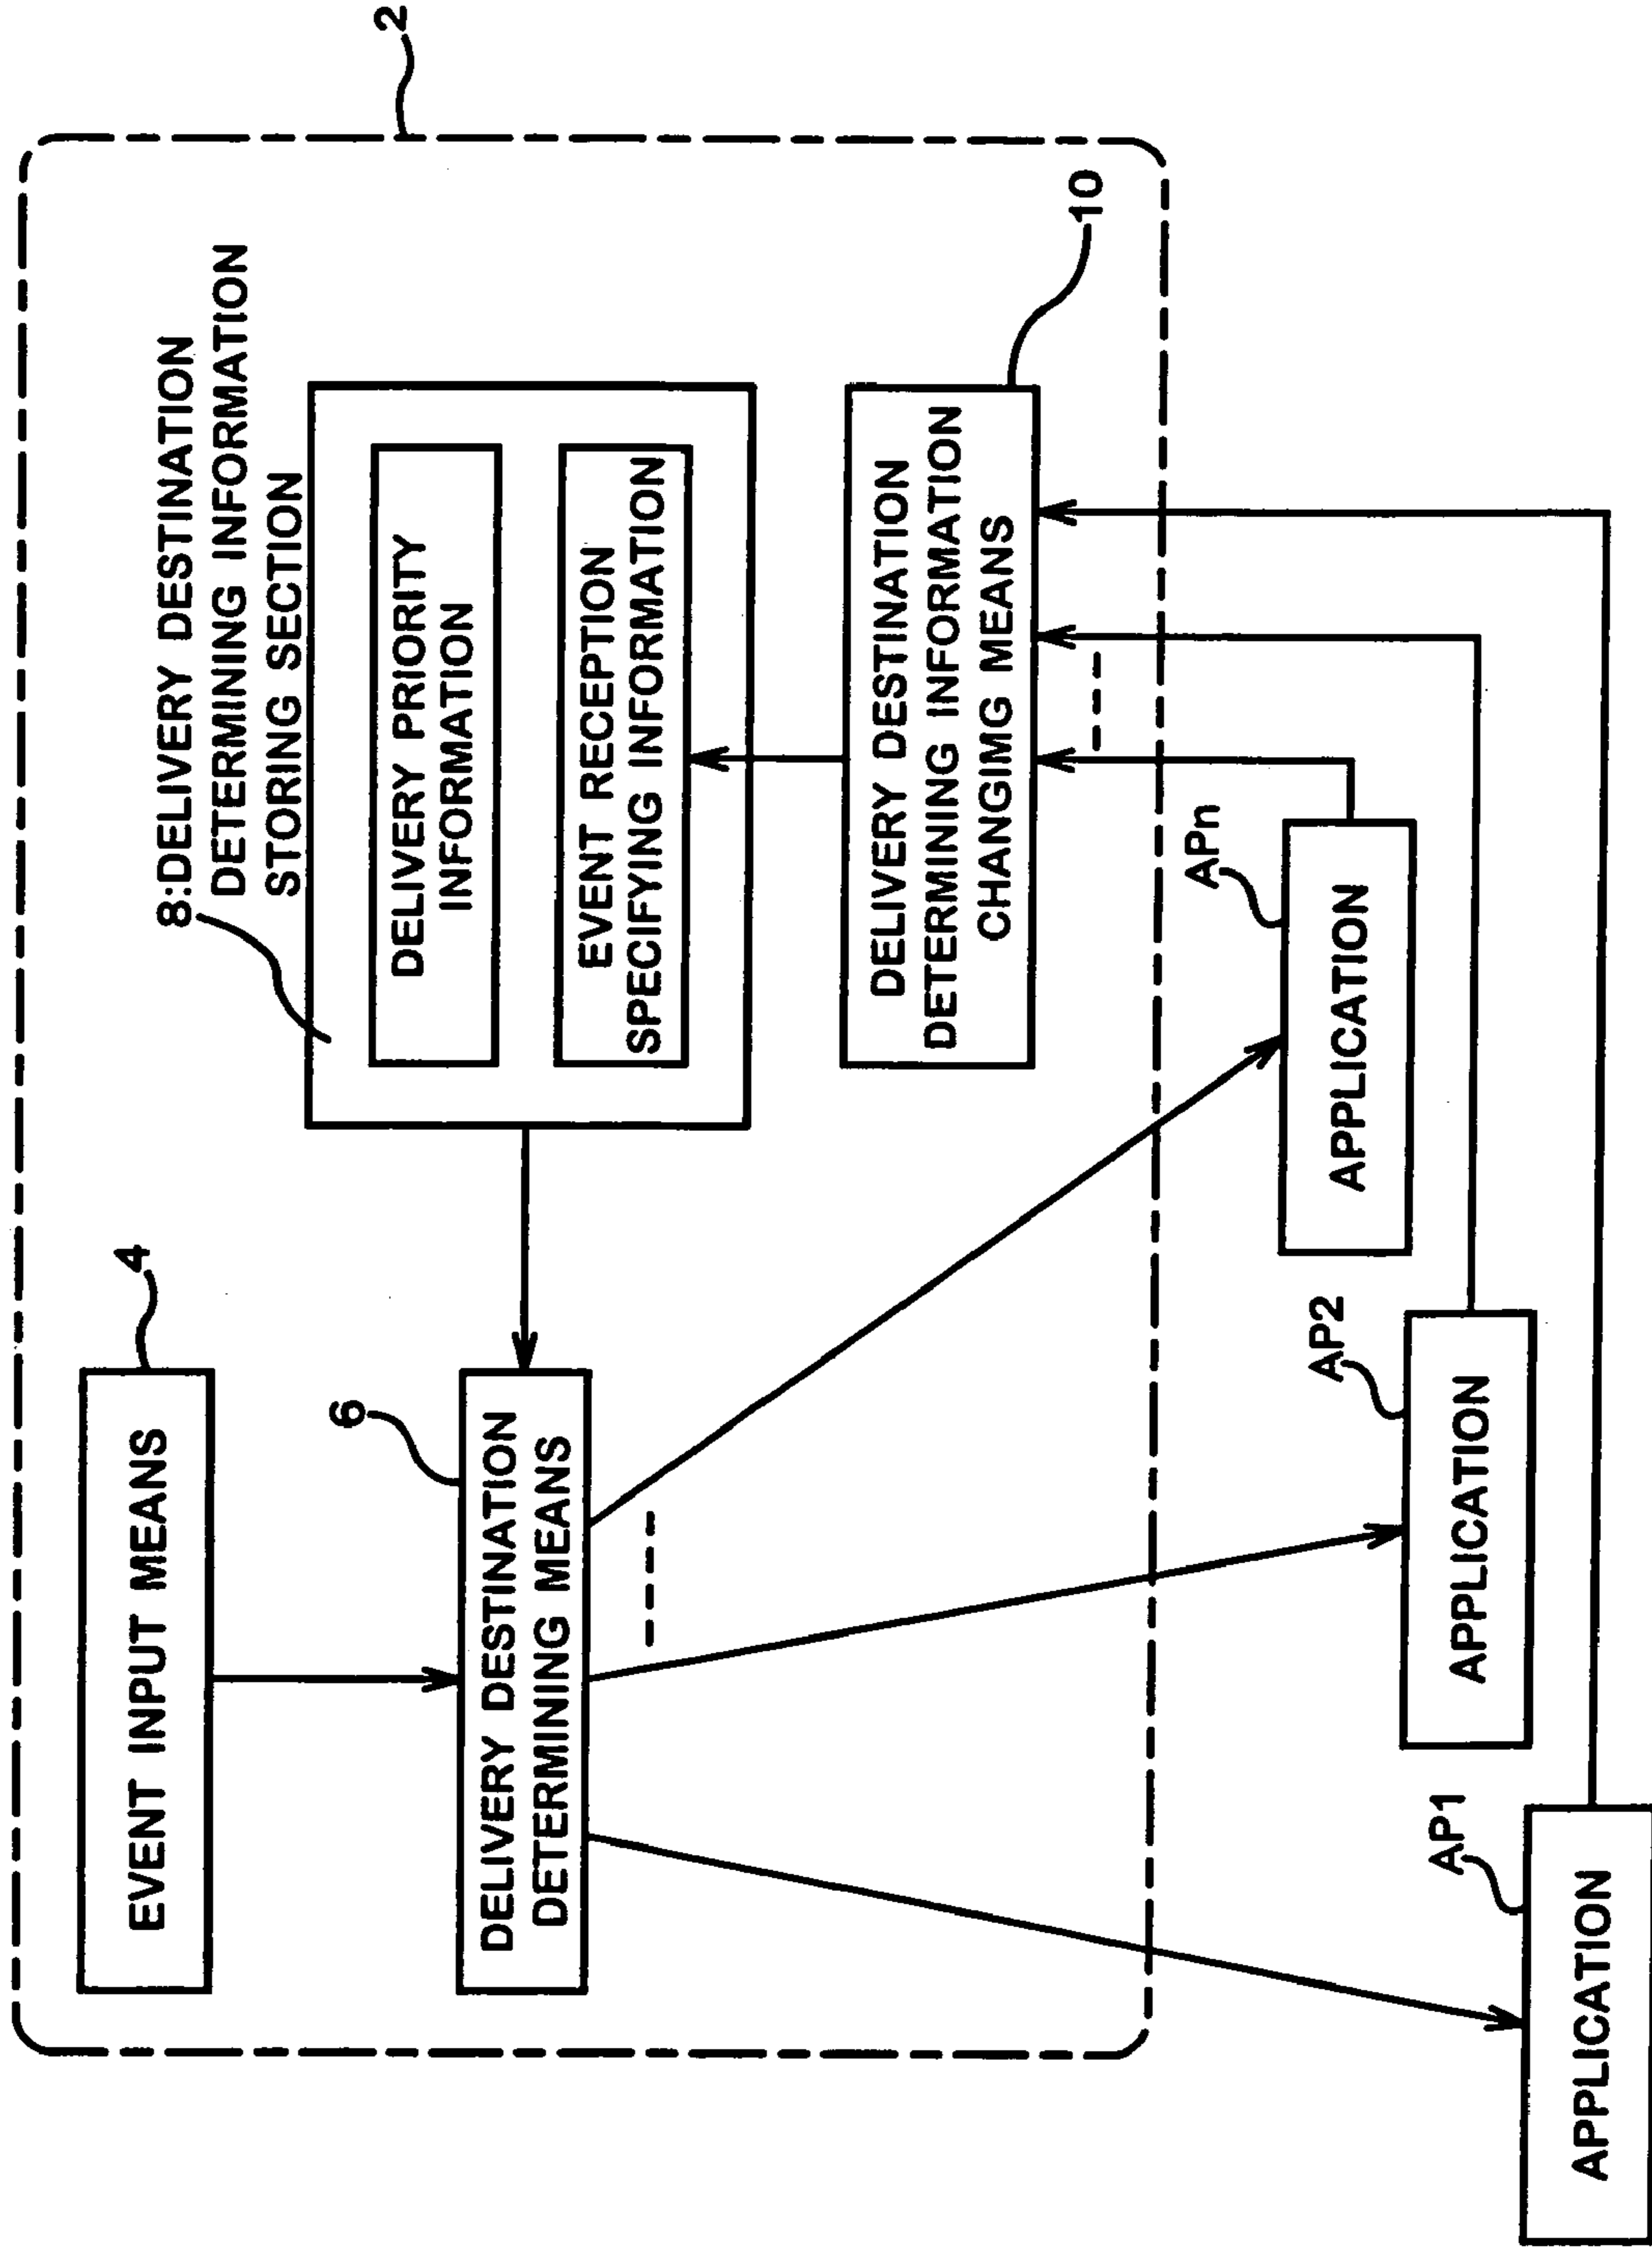 2
4
EVENT INPUT MEANS
8:DELIVERY DESTINATION
DETERMINING INFORMATION
STORING SECTION
DELIVERY PRIORITY
INFORMATION
EVENT RECEPTION
SPECIFYING INFORMATION
6
DELIVERY DESTINATION
DETERMINING MEANS
10
DELIVERY DESTINATION
DETERMINING INFORMATION
CHANGIMG MEANS
APn
APPLICATION
AP2
APPLICATION
AP1
APPLICATION